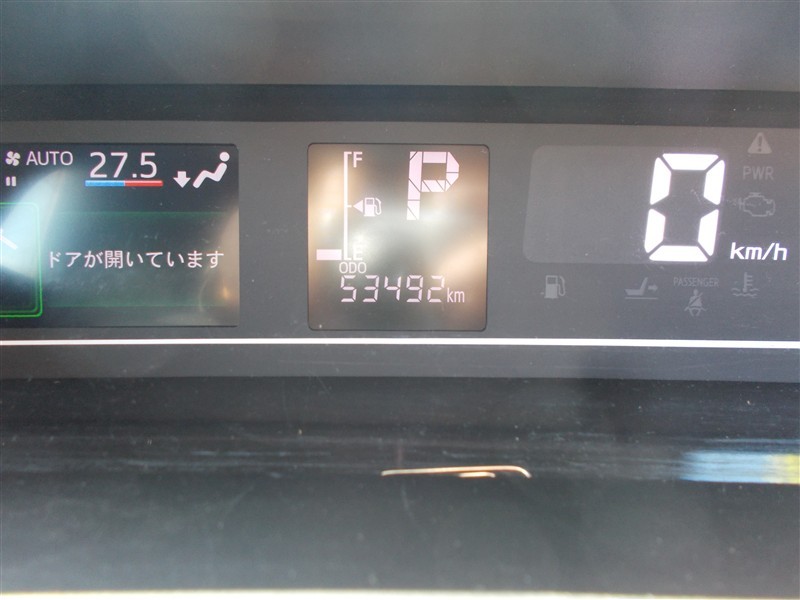 AUTO 27.5
ドアが開いています
F
P
E
ODO
53492km
0 km/h
PWR
PASSENGER